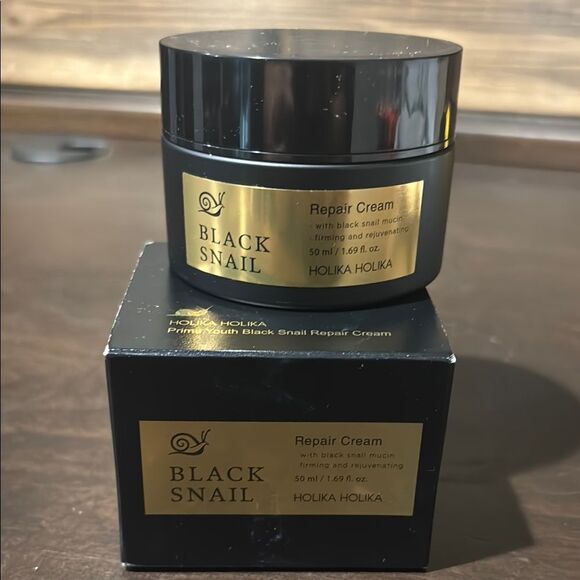 BLACK
SNAIL
Repair Cream
- with black snail mucin
- firming and rejuvenating
50 ml / 1.69 fl. oz.
HOLIKA HOLIKA
HOLIKA HOLIKA
Prime Youth Black Snail Repair Cream
BLACK
SNAIL
Repair Cream
- with black snail mucin
- firming and rejuvenating
50 ml / 1.69 fl. oz.
HOLIKA HOLIKA